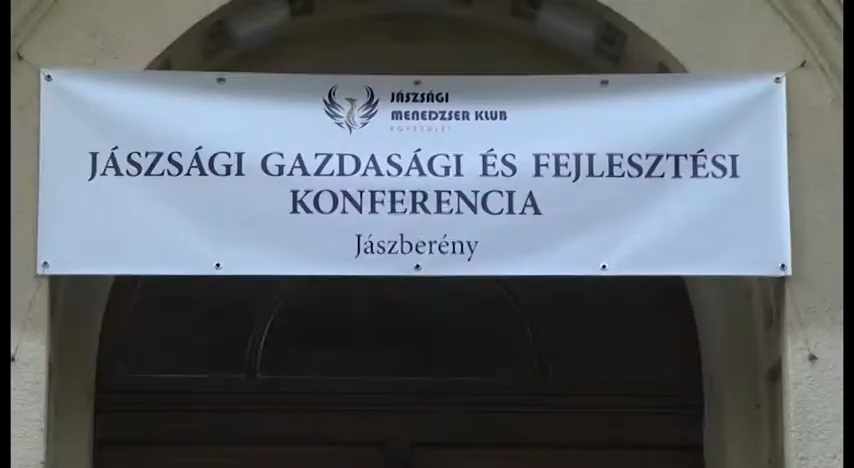 JÁSZSÁGI
MENEDZSER KLUB
EGYESÜLET
JÁSZSÁGI GAZDASÁGI ÉS FEJLESZTÉSI
KONFERENCIA
Jászberény